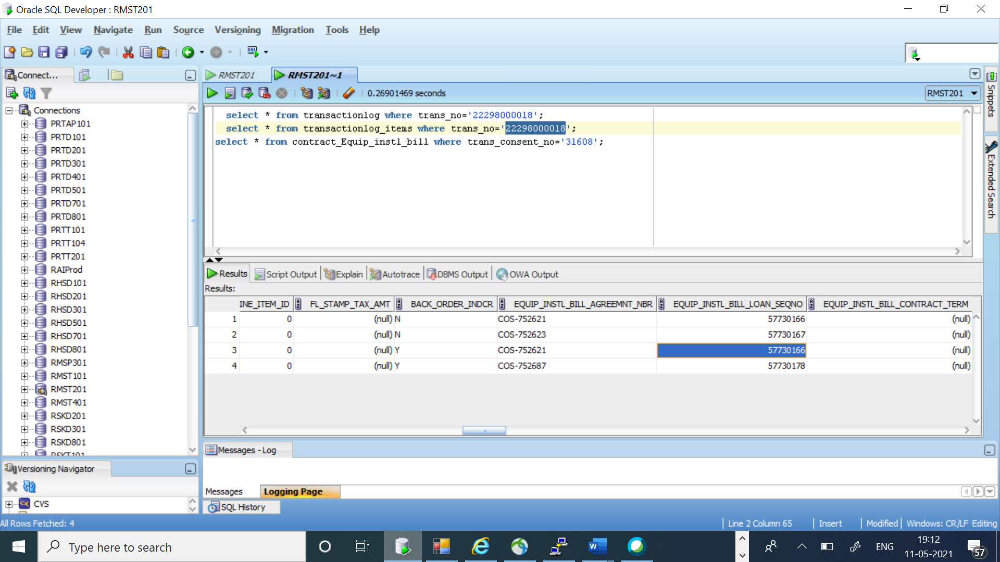 Oracle SQL Developer : RMST201
File Edit View Navigate Run Source Versioning Migration Tools Help
Connect...
RMST201
RMST201~1
0.26901469 seconds
RMST201
Snippets
Extended Search
Connections
PRTAP101
PRTD101
PRTD201
PRTD301
PRTD401
PRTD501
PRTD701
PRTD801
PRTT101
PRTT104
PRTT201
RAIProd
RHSD101
RHSD201
RHSD301
RHSD501
RHSD701
RHSD801
RMSP301
RMST101
RMST201
RMST401
RSKD201
RSKD301
RSKD801
RSKT101
select * from transactionlog where trans_no='22298000018';
select * from transactionlog_items where trans_no='22298000018';
select * from contract_Equip_instl_bill where trans_consent_no='31608';
Results Script Output Explain Autotrace DBMS Output OWA Output
Results:
INE_ITEM_ID FL_STAMP_TAX_AMT BACK_ORDER_INDCR EQUIP_INSTL_BILL_AGREEMNT_NBR EQUIP_INSTL_BILL_LOAN_SEQNO EQUIP_INSTL_BILL_CONTRACT_TERM
1 0 (null) N COS-752621 57730166 (null)
2 0 (null) N COS-752623 57730167 (null)
3 0 (null) Y COS-752621 57730166 (null)
4 0 (null) Y COS-752687 57730178 (null)
Messages - Log
Messages Logging Page
SQL History
Versioning Navigator
CVS
All Rows Fetched: 4
Line 2 Column 65 Insert Modified Windows: CR/LF Editing
Type here to search
ENG
19:12
11-05-2021
57